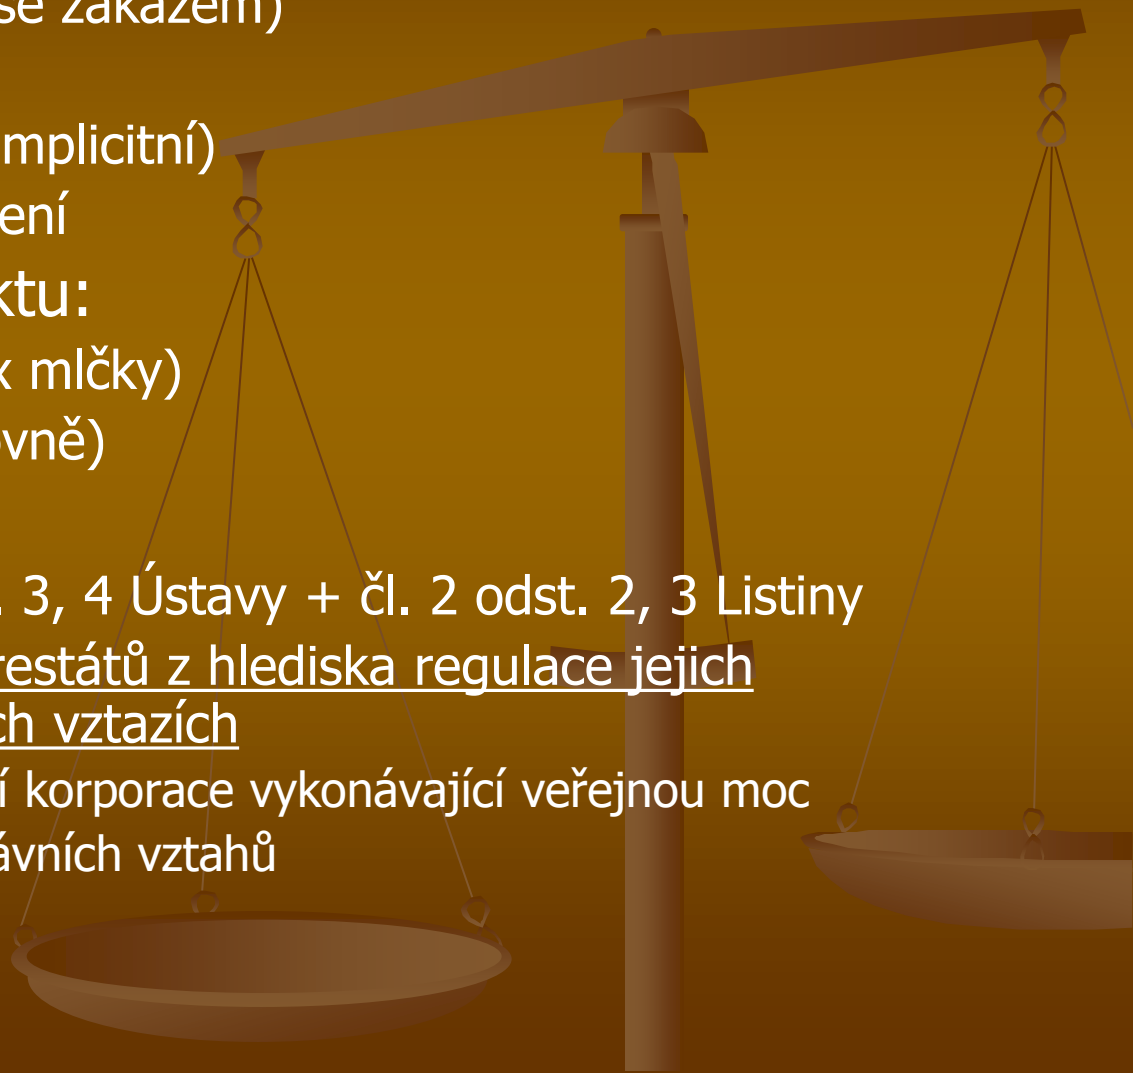 se zákazem)
mplicitní)
ení
ktu:
x mlčky)
ovně)
. 3, 4 Ústavy + čl. 2 odst. 2, 3 Listiny
restátů z hlediska regulace jejich
ch vztazích
í korporace vykonávající veřejnou moc
ávních vztahů